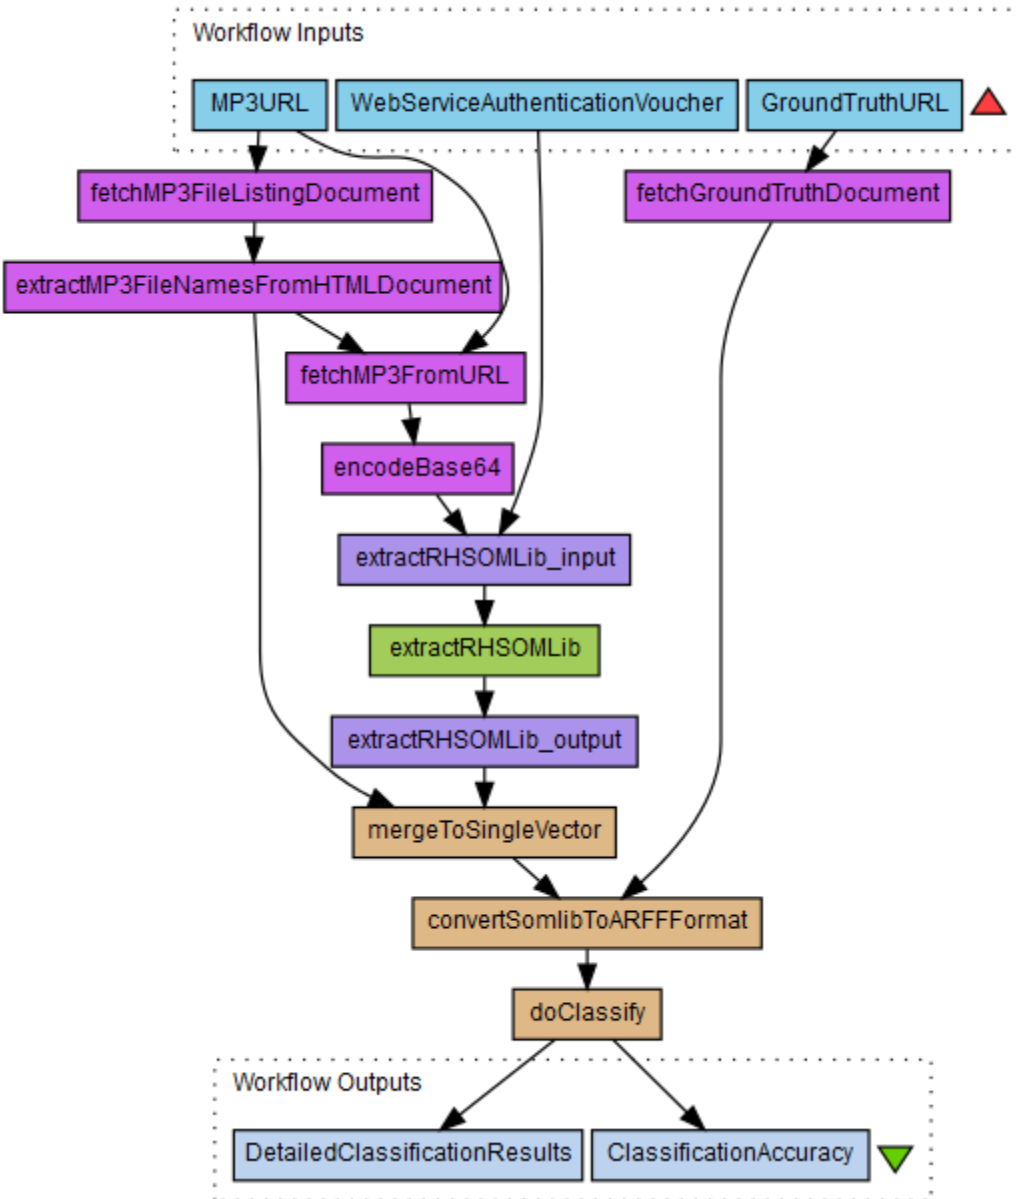 Workflow Inputs
MP3URL
WebServiceAuthenticationVoucher
GroundTruthURL
fetchMP3FileListingDocument
fetchGroundTruthDocument
extractMP3FileNamesFromHTMLDocument
fetchMP3FromURL
encodeBase64
extractRHSOMLib_input
extractRHSOMLib
extractRHSOMLib_output
mergeToSingleVector
convertSomlibToARFFFormat
doClassify
Workflow Outputs
DetailedClassificationResults
ClassificationAccuracy